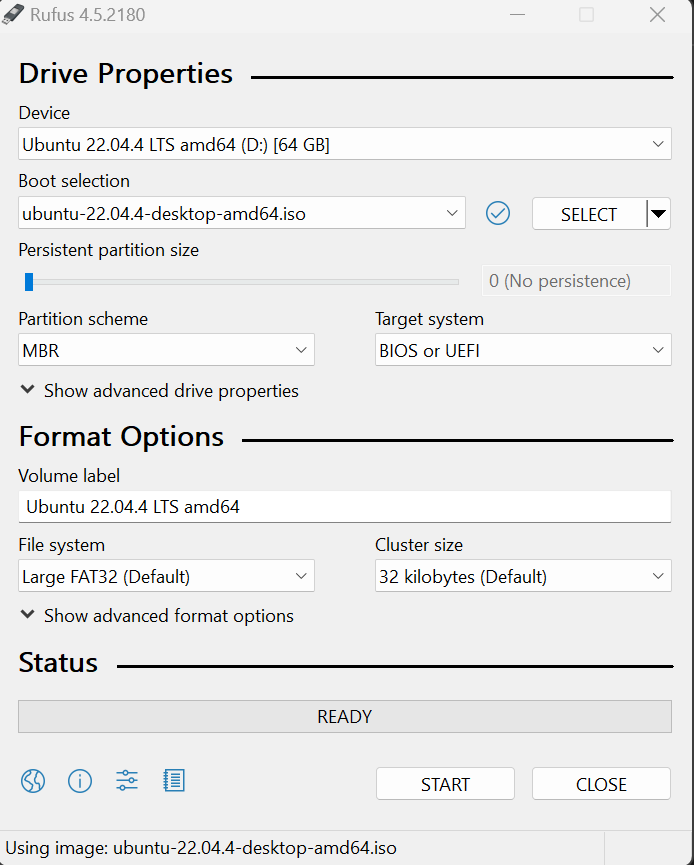 Rufus 4.5.2180
Drive Properties
Device
Ubuntu 22.04.4 LTS amd64 (D:) [64 GB]
Boot selection
ubuntu-22.04.4-desktop-amd64.iso
SELECT
Persistent partition size
0 (No persistence)
Partition scheme
Target system
MBR
BIOS or UEFI
Show advanced drive properties
Format Options
Volume label
Ubuntu 22.04.4 LTS amd64
File system
Cluster size
Large FAT32 (Default)
32 kilobytes (Default)
Show advanced format options
Status
READY
START
CLOSE
Using image: ubuntu-22.04.4-desktop-amd64.iso